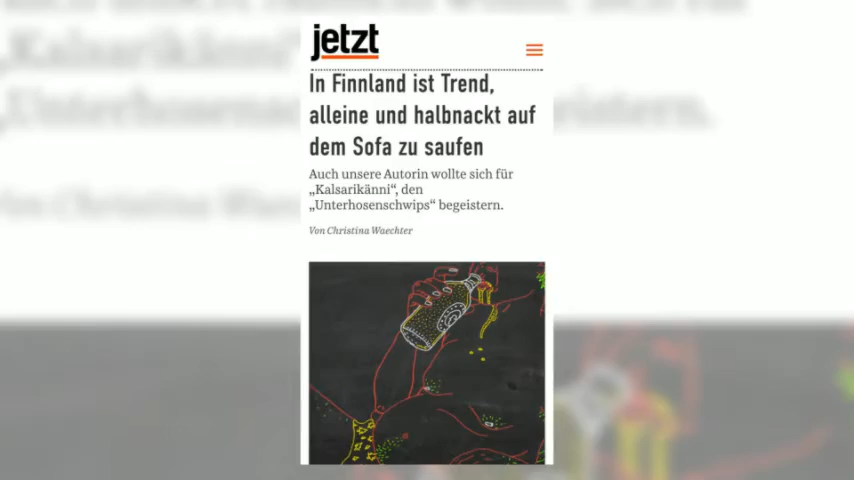 jetzt
In Finnland ist Trend,
alleine und halbnackt auf
dem Sofa zu saufen
Auch unsere Autorin wollte sich für
„Kalsarikänni“, den
„Unterhosenschwips“ begeistern.
Von Christina Waechter